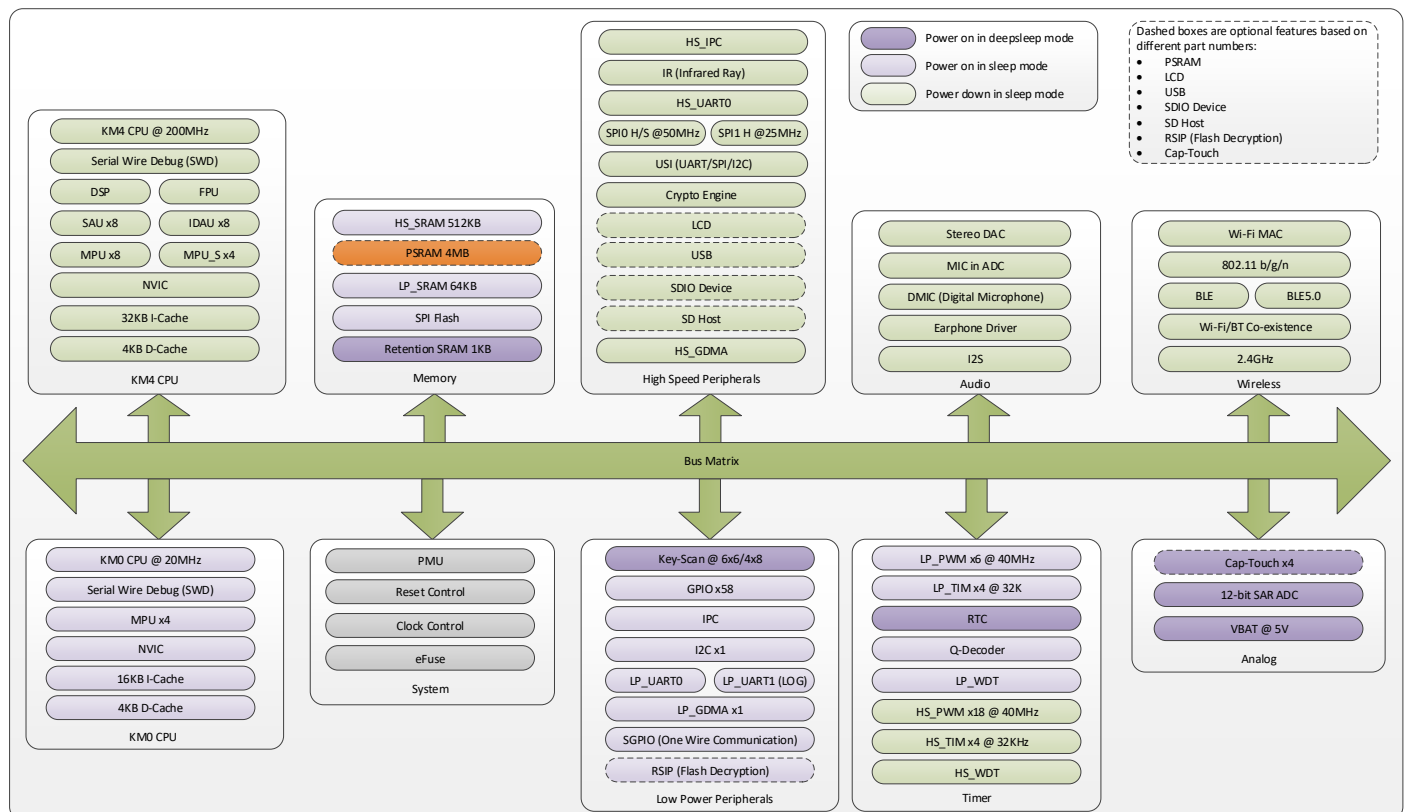 HS_IPC
IR (Infrared Ray)
HS_UART0
SPI0 H/S @50MHz
SPI1 H @25MHz
USI (UART/SPI/I2C)
Crypto Engine
LCD
USB
SDIO Device
SD Host
HS_GDMA
High Speed Peripherals
Power on in deepsleep mode
Power on in sleep mode
Power down in sleep mode
Dashed boxes are optional features based on
different part numbers:
• PSRAM
• LCD
• USB
• SDIO Device
• SD Host
• RSIP (Flash Decryption)
• Cap-Touch
KM4 CPU @ 200MHz
Serial Wire Debug (SWD)
DSP
FPU
SAU x8
IDAU x8
MPU x8
MPU_S x4
NVIC
32KB I-Cache
4KB D-Cache
KM4 CPU
HS_SRAM 512KB
PSRAM 4MB
LP_SRAM 64KB
SPI Flash
Retention SRAM 1KB
Memory
Stereo DAC
MIC in ADC
DMIC (Digital Microphone)
Earphone Driver
I2S
Audio
Wi-Fi MAC
802.11 b/g/n
BLE
BLE5.0
Wi-Fi/BT Co-existence
2.4GHz
Wireless
Bus Matrix
KM0 CPU @ 20MHz
Serial Wire Debug (SWD)
MPU x4
NVIC
16KB I-Cache
4KB D-Cache
KM0 CPU
PMU
Reset Control
Clock Control
eFuse
System
Key-Scan @ 6x6/4x8
GPIO x58
IPC
I2C x1
LP_UART0
LP_UART1 (LOG)
LP_GDMA x1
SGPIO (One Wire Communication)
RSIP (Flash Decryption)
Low Power Peripherals
LP_PWM x6 @ 40MHz
LP_TIM x4 @ 32K
RTC
Q-Decoder
LP_WDT
HS_PWM x18 @ 40MHz
HS_TIM x4 @ 32KHz
HS_WDT
Timer
Cap-Touch x4
12-bit SAR ADC
VBAT @ 5V
Analog